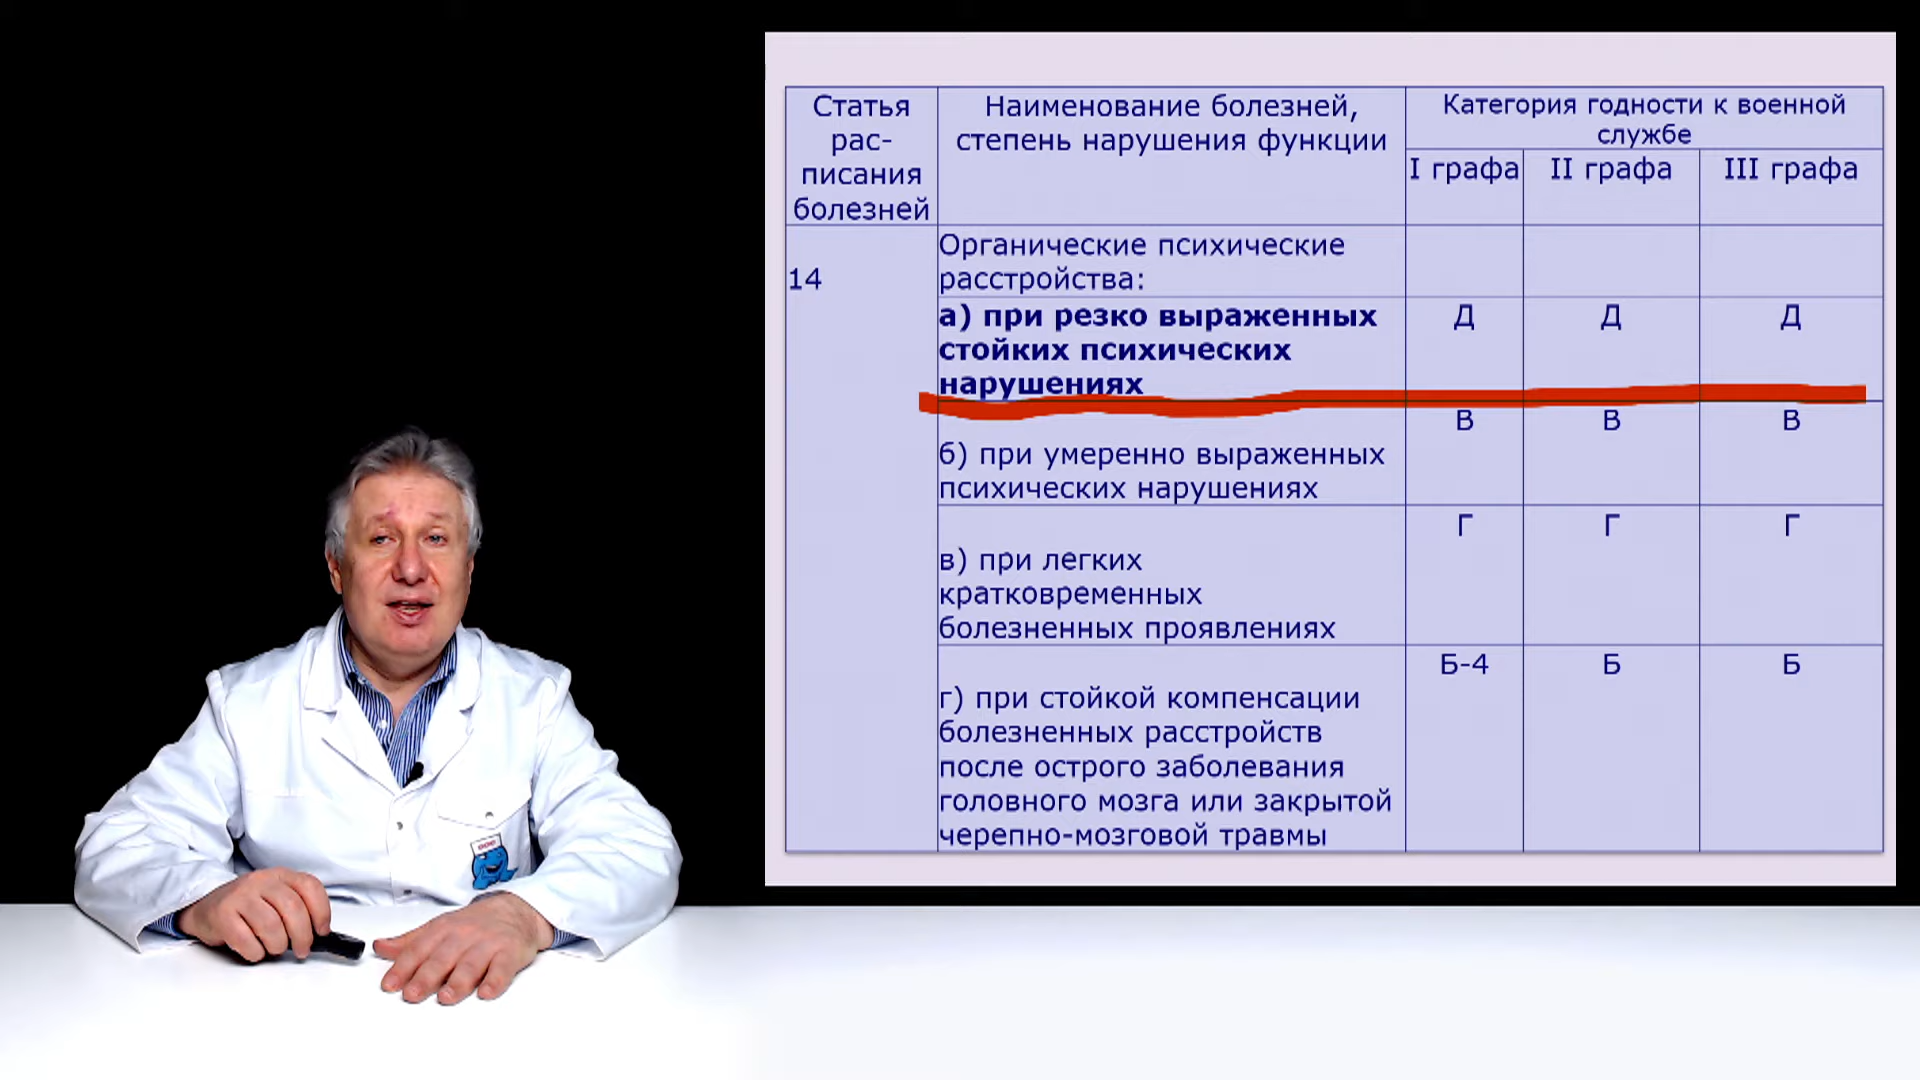 Статья
рас-
писания
болезней
Наименование болезней,
степень нарушения функции
Категория годности к военной
службе
I графа
II графа
III графа
14
Органические психические
расстройства:
а) при резко выраженных
стойких психических
нарушениях
Д
Д
Д
б) при умеренно выраженных
психических нарушениях
В
В
В
в) при легких
кратковременных
болезненных проявлениях
Г
Г
Г
г) при стойкой компенсации
болезненных расстройств
после острого заболевания
головного мозга или закрытой
черепно-мозговой травмы
Б-4
Б
Б